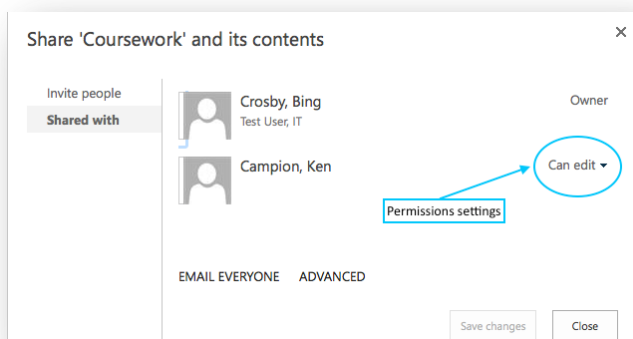 Share 'Coursework' and its contents
Invite people
Shared with
Crosby, Bing
Owner
Test User, IT
Campion, Ken
Can edit
Permissions settings
EMAIL EVERYONE ADVANCED
Save changes Close